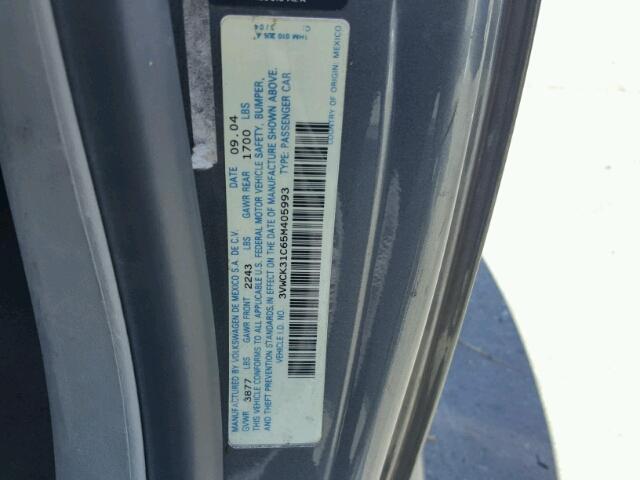 MANUFACTURED BY VOLKSWAGEN DE MEXICO S.A. DE C.V. DATE 09.04
GVWR 3877 LBS GAWR FRONT 2243 LBS GAWR REAR 1700 LBS
THIS VEHICLE CONFORMS TO ALL APPLICABLE U.S. FEDERAL MOTOR VEHICLE SAFETY, BUMPER,
AND THEFT PREVENTION STANDARDS IN EFFECT ON THE DATE OF MANUFACTURE SHOWN ABOVE.
VEHICLE I.D. NO. 3VWCK31C65M405993 TYPE: PASSENGER CAR
COUNTRY OF ORIGIN: MEXICO